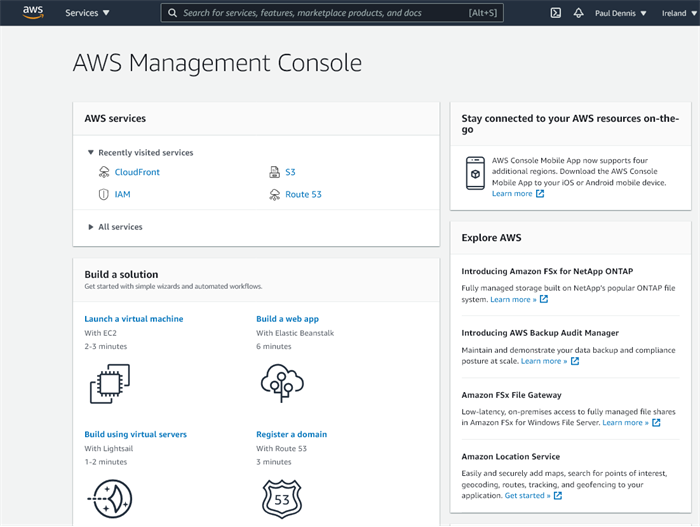 aws
Services ▼
Search for services, features, marketplace products, and docs
[Alt+S]
Paul Dennis ▼
Ireland ▼
AWS Management Console
AWS services
▼ Recently visited services
CloudFront
S3
IAM
Route 53
► All services
Build a solution
Get started with simple wizards and automated workflows.
Launch a virtual machine
With EC2
2-3 minutes
Build a web app
With Elastic Beanstalk
6 minutes
Build using virtual servers
With Lightsail
1-2 minutes
Register a domain
With Route 53
3 minutes
53
Stay connected to your AWS resources on-the-
go
AWS Console Mobile App now supports four
additional regions. Download the AWS Console
Mobile App to your iOS or Android mobile device.
Learn more
Explore AWS
Introducing Amazon FSx for NetApp ONTAP
Fully managed storage built on NetApp's popular ONTAP file
system. Learn more »
Introducing AWS Backup Audit Manager
Maintain and demonstrate your data backup and compliance
posture at scale. Learn more »
Amazon FSx File Gateway
Low-latency, on-premises access to fully managed file shares
in Amazon FSx for Windows File Server. Learn more »
Amazon Location Service
Easily and securely add maps, search for points of interest,
geocoding, routes, tracking, and geofencing to your
application. Get started »